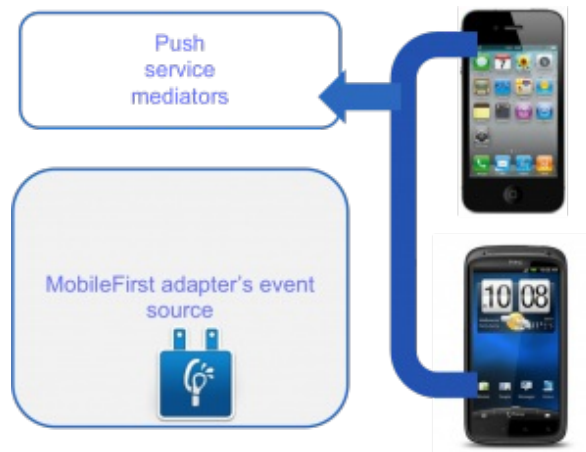 Push
service
mediators
MobileFirst adapter's event
source
10 08